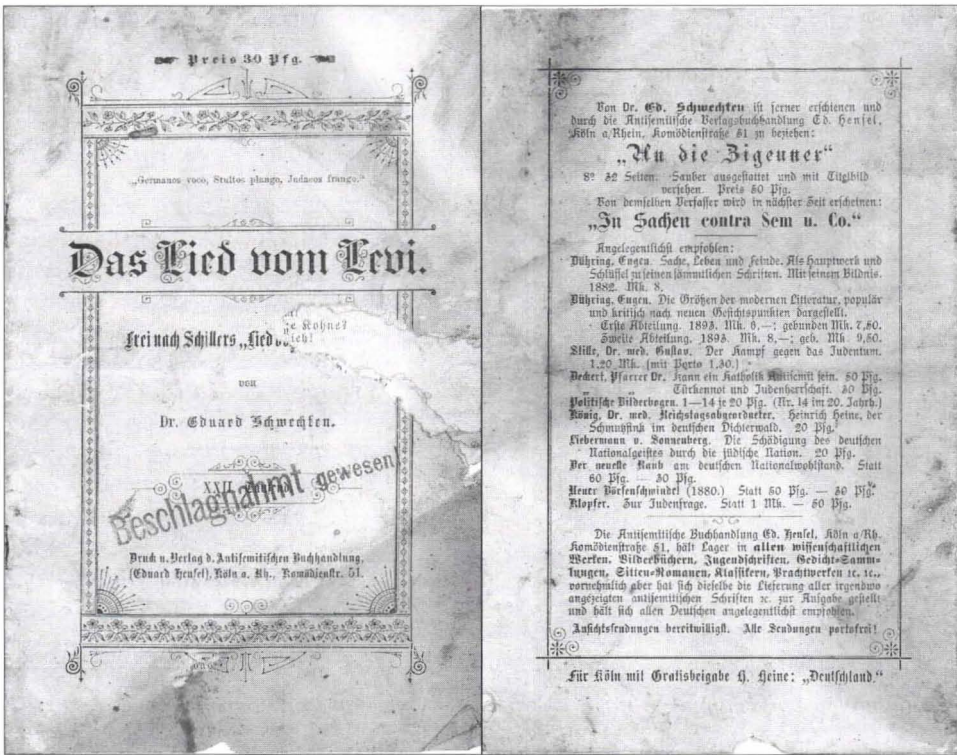 Preis 30 Pfg.
„Germanos voco, Stultos plango, Judaeos frango.“
Das Lied vom Levi.
Frei nach Schillers „Lied
von
Dr. Eduard Schwechten.
XXII.
Beschlagnahmt gewesen!
Druck u. Verlag d. Antisemitischen Buchhandlung,
(Eduard Hensel), Köln a. Rh., Komödienstr. 51.
Von Dr. Ed. Schwechten ist ferner erschienen und
durch die Antisemitische Verlagsbuchhandlung Ed. Hensel,
Köln a/Rhein, Komödienstraße 51 zu beziehen:
„An die Zigeuner“
8° 32 Seiten. Sauber ausgestattet und mit Titelbild
versehen. Preis 50 Pfg.
Von demselben Verfasser wird in nächster Zeit erscheinen:
„In Sachen contra Sem u. Co.“
Angelegentlichst empfohlen:
Dühring, Eugen. Sache, Leben und Feinde. Als Hauptwerk und
Schlüssel zu seinen sämmtlichen Schriften. Mit seinem Bildnis.
1882. Mk. 8.
Dühring, Eugen. Die Größen der modernen Litteratur, populär
und kritisch nach neuen Gesichtspunkten dargestellt.
Erste Abteilung. 1893. Mk. 6,—; gebunden Mk. 7,50.
Zweite Abteilung. 1893. Mk. 8,—; geb. Mk. 9,50.
Stille, Dr. med. Gustav. Der Kampf gegen das Judentum.
1,20 Mk. (mit Porto 1,30.)
Deckert, Pfarrer Dr. Kann ein Katholik Antisemit sein. 50 Pfg.
„ „ Türkennot und Judenherrschaft. 30 Pfg.
Politische Bilderbogen. 1—14 je 20 Pfg. (Nr. 14 im 20. Jahrh.)
König, Dr. med. Reichstagsabgeordneter. Heinrich Heine, der
Schmutzfink im deutschen Dichterwald. 20 Pfg.
Liebermann v. Sonnenberg. Die Schädigung des deutschen
Nationalgeistes durch die jüdische Nation. 20 Pfg.
Der neueste Raub am deutschen Nationalwohlstand. Statt
60 Pfg. — 30 Pfg.
Neuer Börsenschwindel (1880.) Statt 50 Pfg. — 30 Pfg.
Klopfer. Zur Judenfrage. Statt 1 Mk. — 50 Pfg.
Die Antisemitische Buchhandlung Ed. Hensel, Köln a/Rh.
Komödienstraße 51, hält Lager in allen wissenschaftlichen
Werken, Bilderbüchern, Jugendschriften, Gedicht-Samm-
lungen, Sitten-Romanen, Klassikern, Prachtwerken ꝛc. ꝛc.,
vornehmlich aber hat sich dieselbe die Lieferung aller irgendwo
angezeigten antisemitischen Schriften ꝛc. zur Aufgabe gestellt
und hält sich allen Deutschen angelegentlichst empfohlen.
Ansichtssendungen bereitwilligst. Alle Sendungen portofrei!
Für Köln mit Gratisbeigabe H. Heine: „Deutschland.“